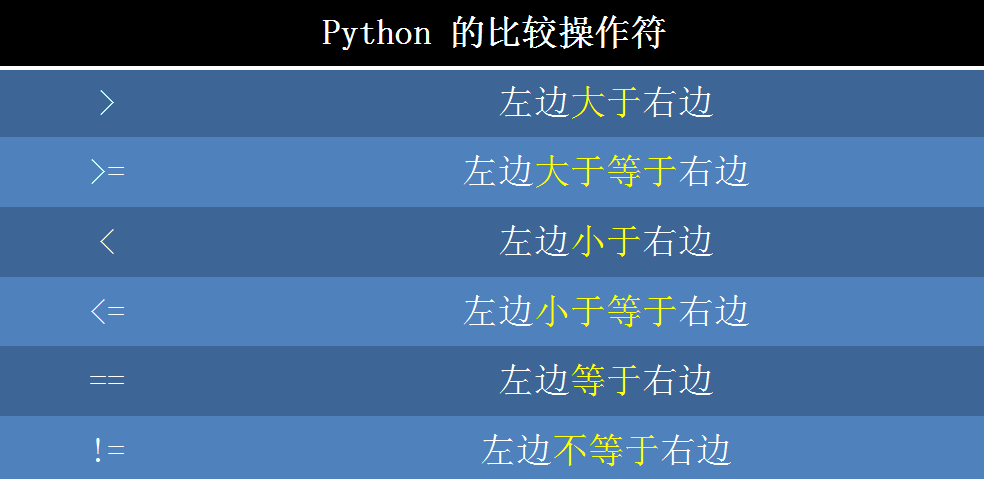 Python 的比较操作符
> 左边大于右边
>= 左边大于等于右边
< 左边小于右边
<= 左边小于等于右边
== 左边等于右边
!= 左边不等于右边